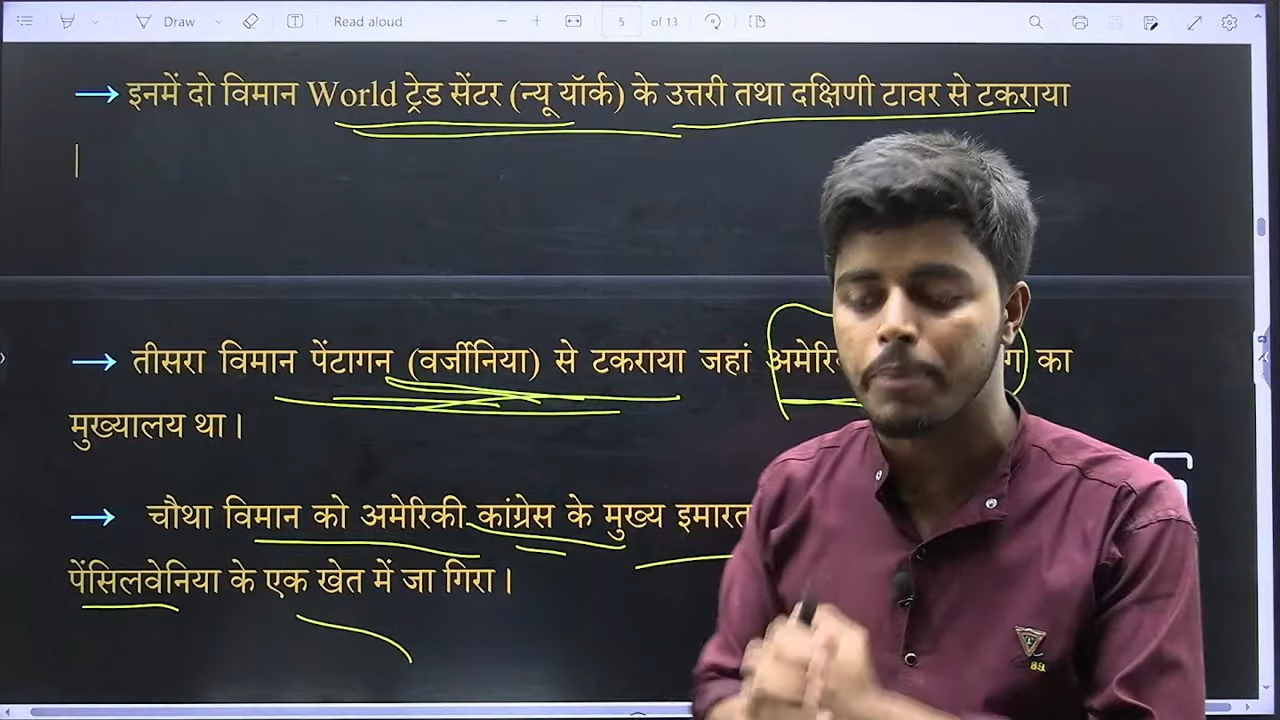 Draw
Read aloud
5 of 13
→ इनमें दो विमान World ट्रेड सेंटर (न्यू यॉर्क) के उत्तरी तथा दक्षिणी टावर से टकराया
→ तीसरा विमान पेंटागन (वर्जीनिया) से टकराया जहां का
मुख्यालय था।
→ चौथा विमान को अमेरिकी कांग्रेस के मुख्य इमारत
पेंसिलवेनिया के एक खेत में जा गिरा।